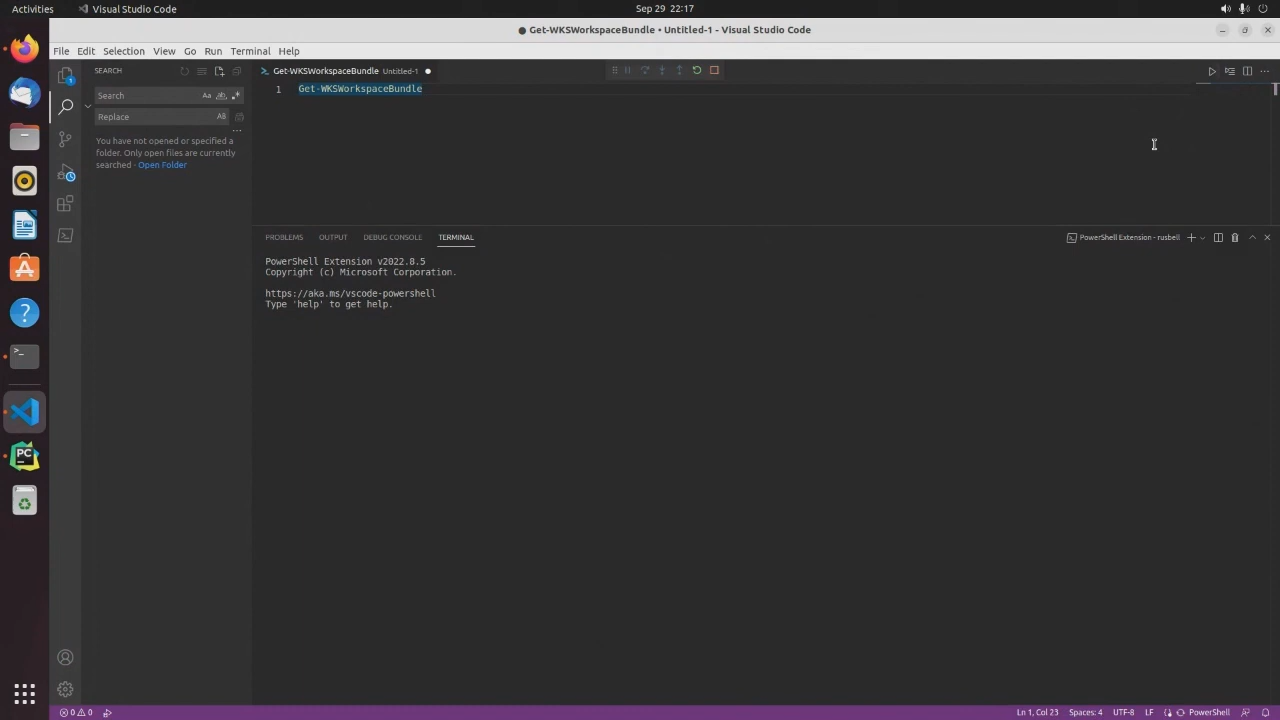 Activities
Visual Studio Code
Sep 29 22:17
● Get-WKSWorkspaceBundle • Untitled-1 - Visual Studio Code
File Edit Selection View Go Run Terminal Help
SEARCH
Get-WKSWorkspaceBundle Untitled-1 ●
Search
Aa ab
Replace
AB
You have not opened or specified a
folder. Only open files are currently
searched - Open Folder
1 Get-WKSWorkspaceBundle
PROBLEMS OUTPUT DEBUG CONSOLE TERMINAL
PowerShell Extension - rusbell
PowerShell Extension v2022.8.5
Copyright (c) Microsoft Corporation.
https://aka.ms/vscode-powershell
Type 'help' to get help.
1
PC
0 0
Ln 1, Col 23 Spaces: 4 UTF-8 LF PowerShell